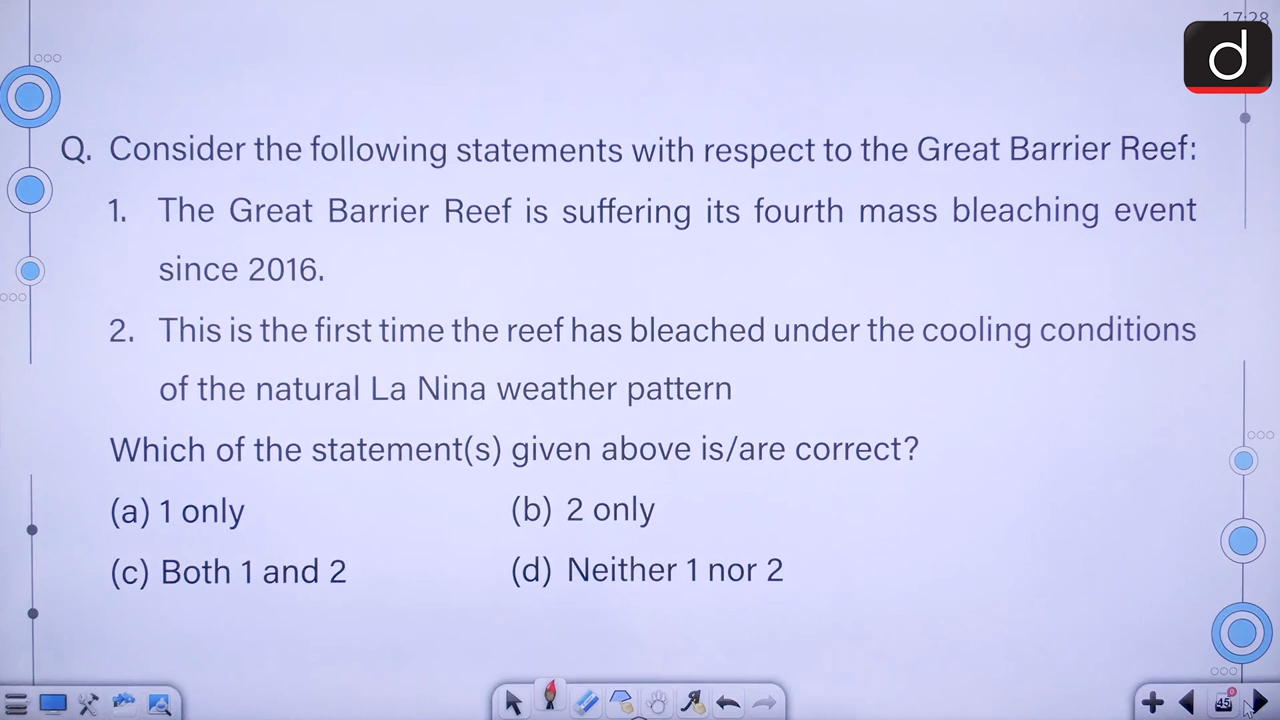 17:28
d
Q. Consider the following statements with respect to the Great Barrier Reef:
1. The Great Barrier Reef is suffering its fourth mass bleaching event
since 2016.
2. This is the first time the reef has bleached under the cooling conditions
of the natural La Nina weather pattern
Which of the statement(s) given above is/are correct?
(a) 1 only (b) 2 only
(c) Both 1 and 2 (d) Neither 1 nor 2
45